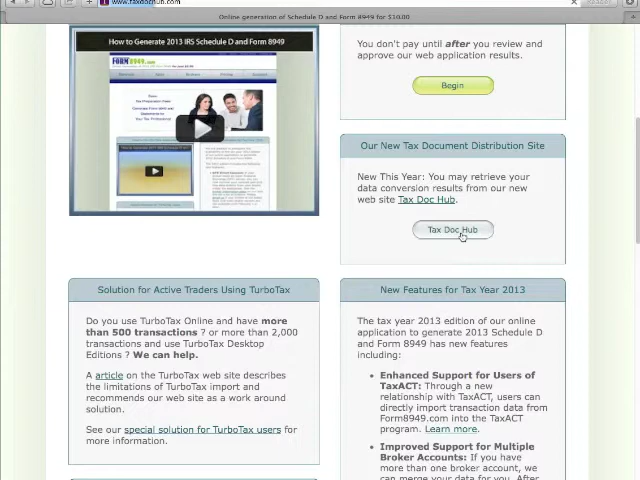 www.taxdochub.com
Online generation of Schedule D and Form 8949 for $10.00
How to Generate 2013 IRS Schedule D and Form 8949
FORM8949.com
You don't pay until after you review and
approve our web application results.
Begin
Our New Tax Document Distribution Site
New This Year: You may retrieve your
data conversion results from our new
web site Tax Doc Hub.
Tax Doc Hub
Solution for Active Traders Using TurboTax
Do you use TurboTax Online and have more
than 500 transactions ? or more than 2,000
transactions and use TurboTax Desktop
Editions ? We can help.
A article on the TurboTax web site describes
the limitations of TurboTax import and
recommends our web site as a work around
solution.
See our special solution for TurboTax users for
more information.
New Features for Tax Year 2013
The tax year 2013 edition of our online
application to generate 2013 Schedule D
and Form 8949 has new features
including:
• Enhanced Support for Users of
TaxACT: Through a new
relationship with TaxACT, users can
directly import transaction data from
Form8949.com into the TaxACT
program. Learn more.
• Improved Support for Multiple
Broker Accounts: If you have
more than one broker account, we
can merge your data for you. After